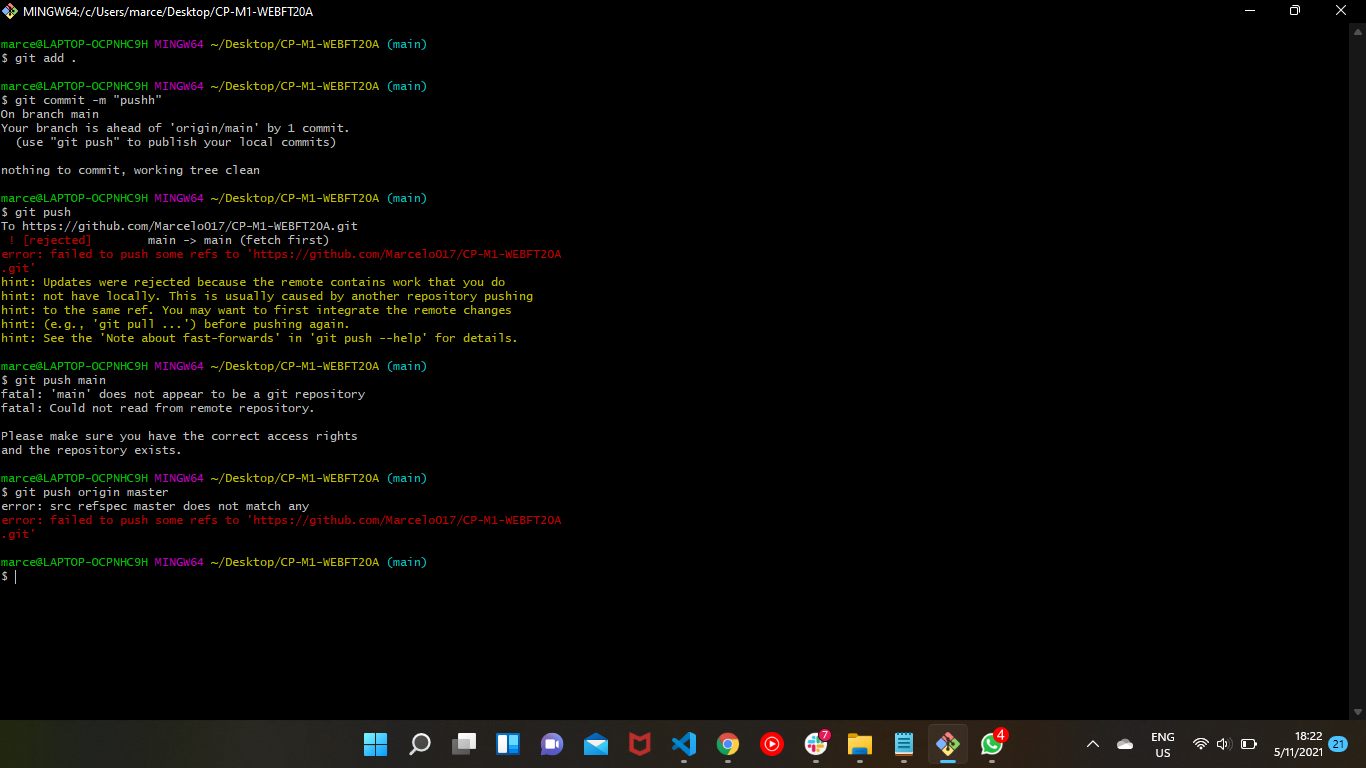 MINGW64:/c/Users/marce/Desktop/CP-M1-WEBFT20A
marce@LAPTOP-OCPNHC9H MINGW64 ~/Desktop/CP-M1-WEBFT20A (main)
$ git add .
marce@LAPTOP-OCPNHC9H MINGW64 ~/Desktop/CP-M1-WEBFT20A (main)
$ git commit -m "pushh"
On branch main
Your branch is ahead of 'origin/main' by 1 commit.
  (use "git push" to publish your local commits)
nothing to commit, working tree clean
marce@LAPTOP-OCPNHC9H MINGW64 ~/Desktop/CP-M1-WEBFT20A (main)
$ git push
To https://github.com/Marcelo017/CP-M1-WEBFT20A.git
 ! [rejected]        main -> main (fetch first)
error: failed to push some refs to 'https://github.com/Marcelo017/CP-M1-WEBFT20A
.git'
hint: Updates were rejected because the remote contains work that you do
hint: not have locally. This is usually caused by another repository pushing
hint: to the same ref. You may want to first integrate the remote changes
hint: (e.g., 'git pull ...') before pushing again.
hint: See the 'Note about fast-forwards' in 'git push --help' for details.
marce@LAPTOP-OCPNHC9H MINGW64 ~/Desktop/CP-M1-WEBFT20A (main)
$ git push main
fatal: 'main' does not appear to be a git repository
fatal: Could not read from remote repository.
Please make sure you have the correct access rights
and the repository exists.
marce@LAPTOP-OCPNHC9H MINGW64 ~/Desktop/CP-M1-WEBFT20A (main)
$ git push origin master
error: src refspec master does not match any
error: failed to push some refs to 'https://github.com/Marcelo017/CP-M1-WEBFT20A
.git'
marce@LAPTOP-OCPNHC9H MINGW64 ~/Desktop/CP-M1-WEBFT20A (main)
$
7
4
ENG
US
18:22
5/11/2021
21